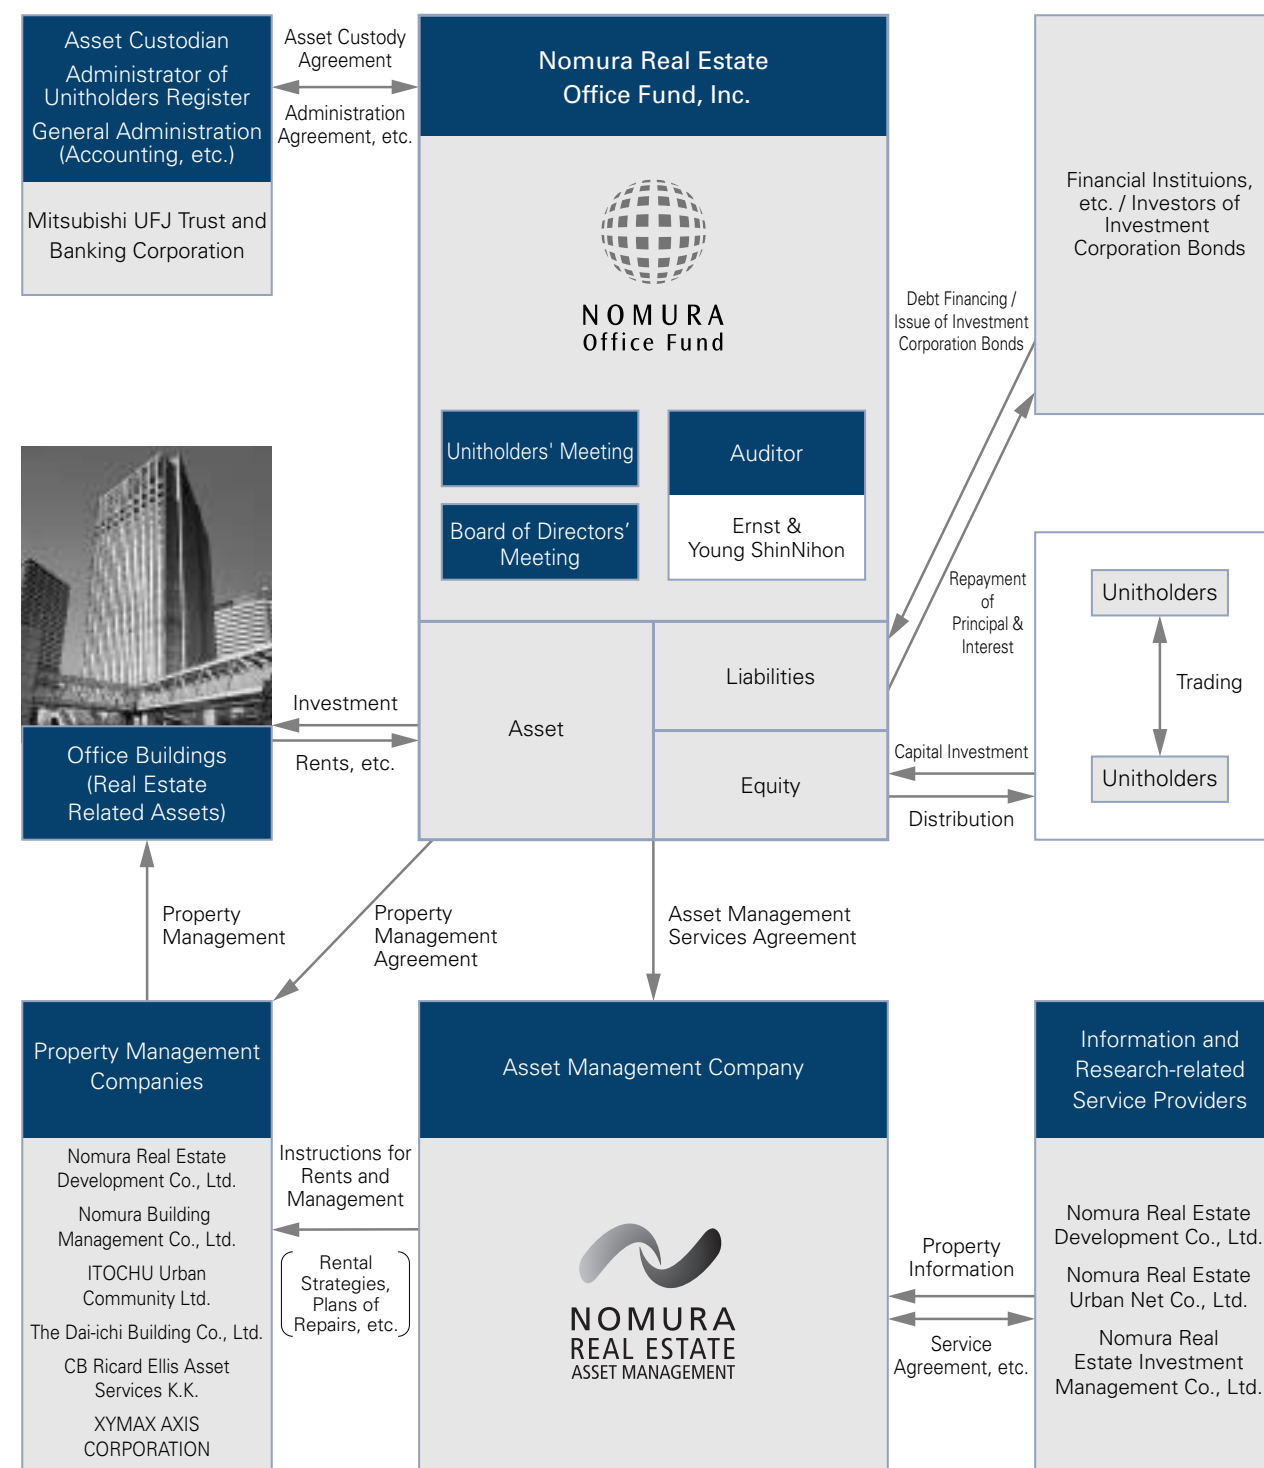 Asset Custodian
Administrator of
Unitholders Register
General Administration
(Accounting, etc.)
Mitsubishi UFJ Trust and
Banking Corporation
Asset Custody
Agreement
Administration
Agreement, etc.
Nomura Real Estate
Office Fund, Inc.
NOMURA
Office Fund
Unitholders' Meeting
Board of Directors’
Meeting
Auditor
Ernst &
Young ShinNihon
Financial Instituions,
etc. / Investors of
Investment
Corporation Bonds
Debt Financing /
Issue of Investment
Corporation Bonds
Repayment
of
Principal &
Interest
Unitholders
Trading
Unitholders
Investment
Rents, etc.
Office Buildings
(Real Estate
Related Assets)
Asset
Liabilities
Equity
Capital Investment
Distribution
Property
Management
Property
Management
Agreement
Asset Management
Services Agreement
Property Management
Companies
Nomura Real Estate
Development Co., Ltd.
Nomura Building
Management Co., Ltd.
ITOCHU Urban
Community Ltd.
The Dai-ichi Building Co., Ltd.
CB Ricard Ellis Asset
Services K.K.
XYMAX AXIS
CORPORATION
Instructions for
Rents and
Management
Rental
Strategies,
Plans of
Repairs, etc.
Asset Management Company
NOMURA
REAL ESTATE
ASSET MANAGEMENT
Property
Information
Service
Agreement, etc.
Information and
Research-related
Service Providers
Nomura Real Estate
Development Co., Ltd.
Nomura Real Estate
Urban Net Co., Ltd.
Nomura Real
Estate Investment
Management Co., Ltd.